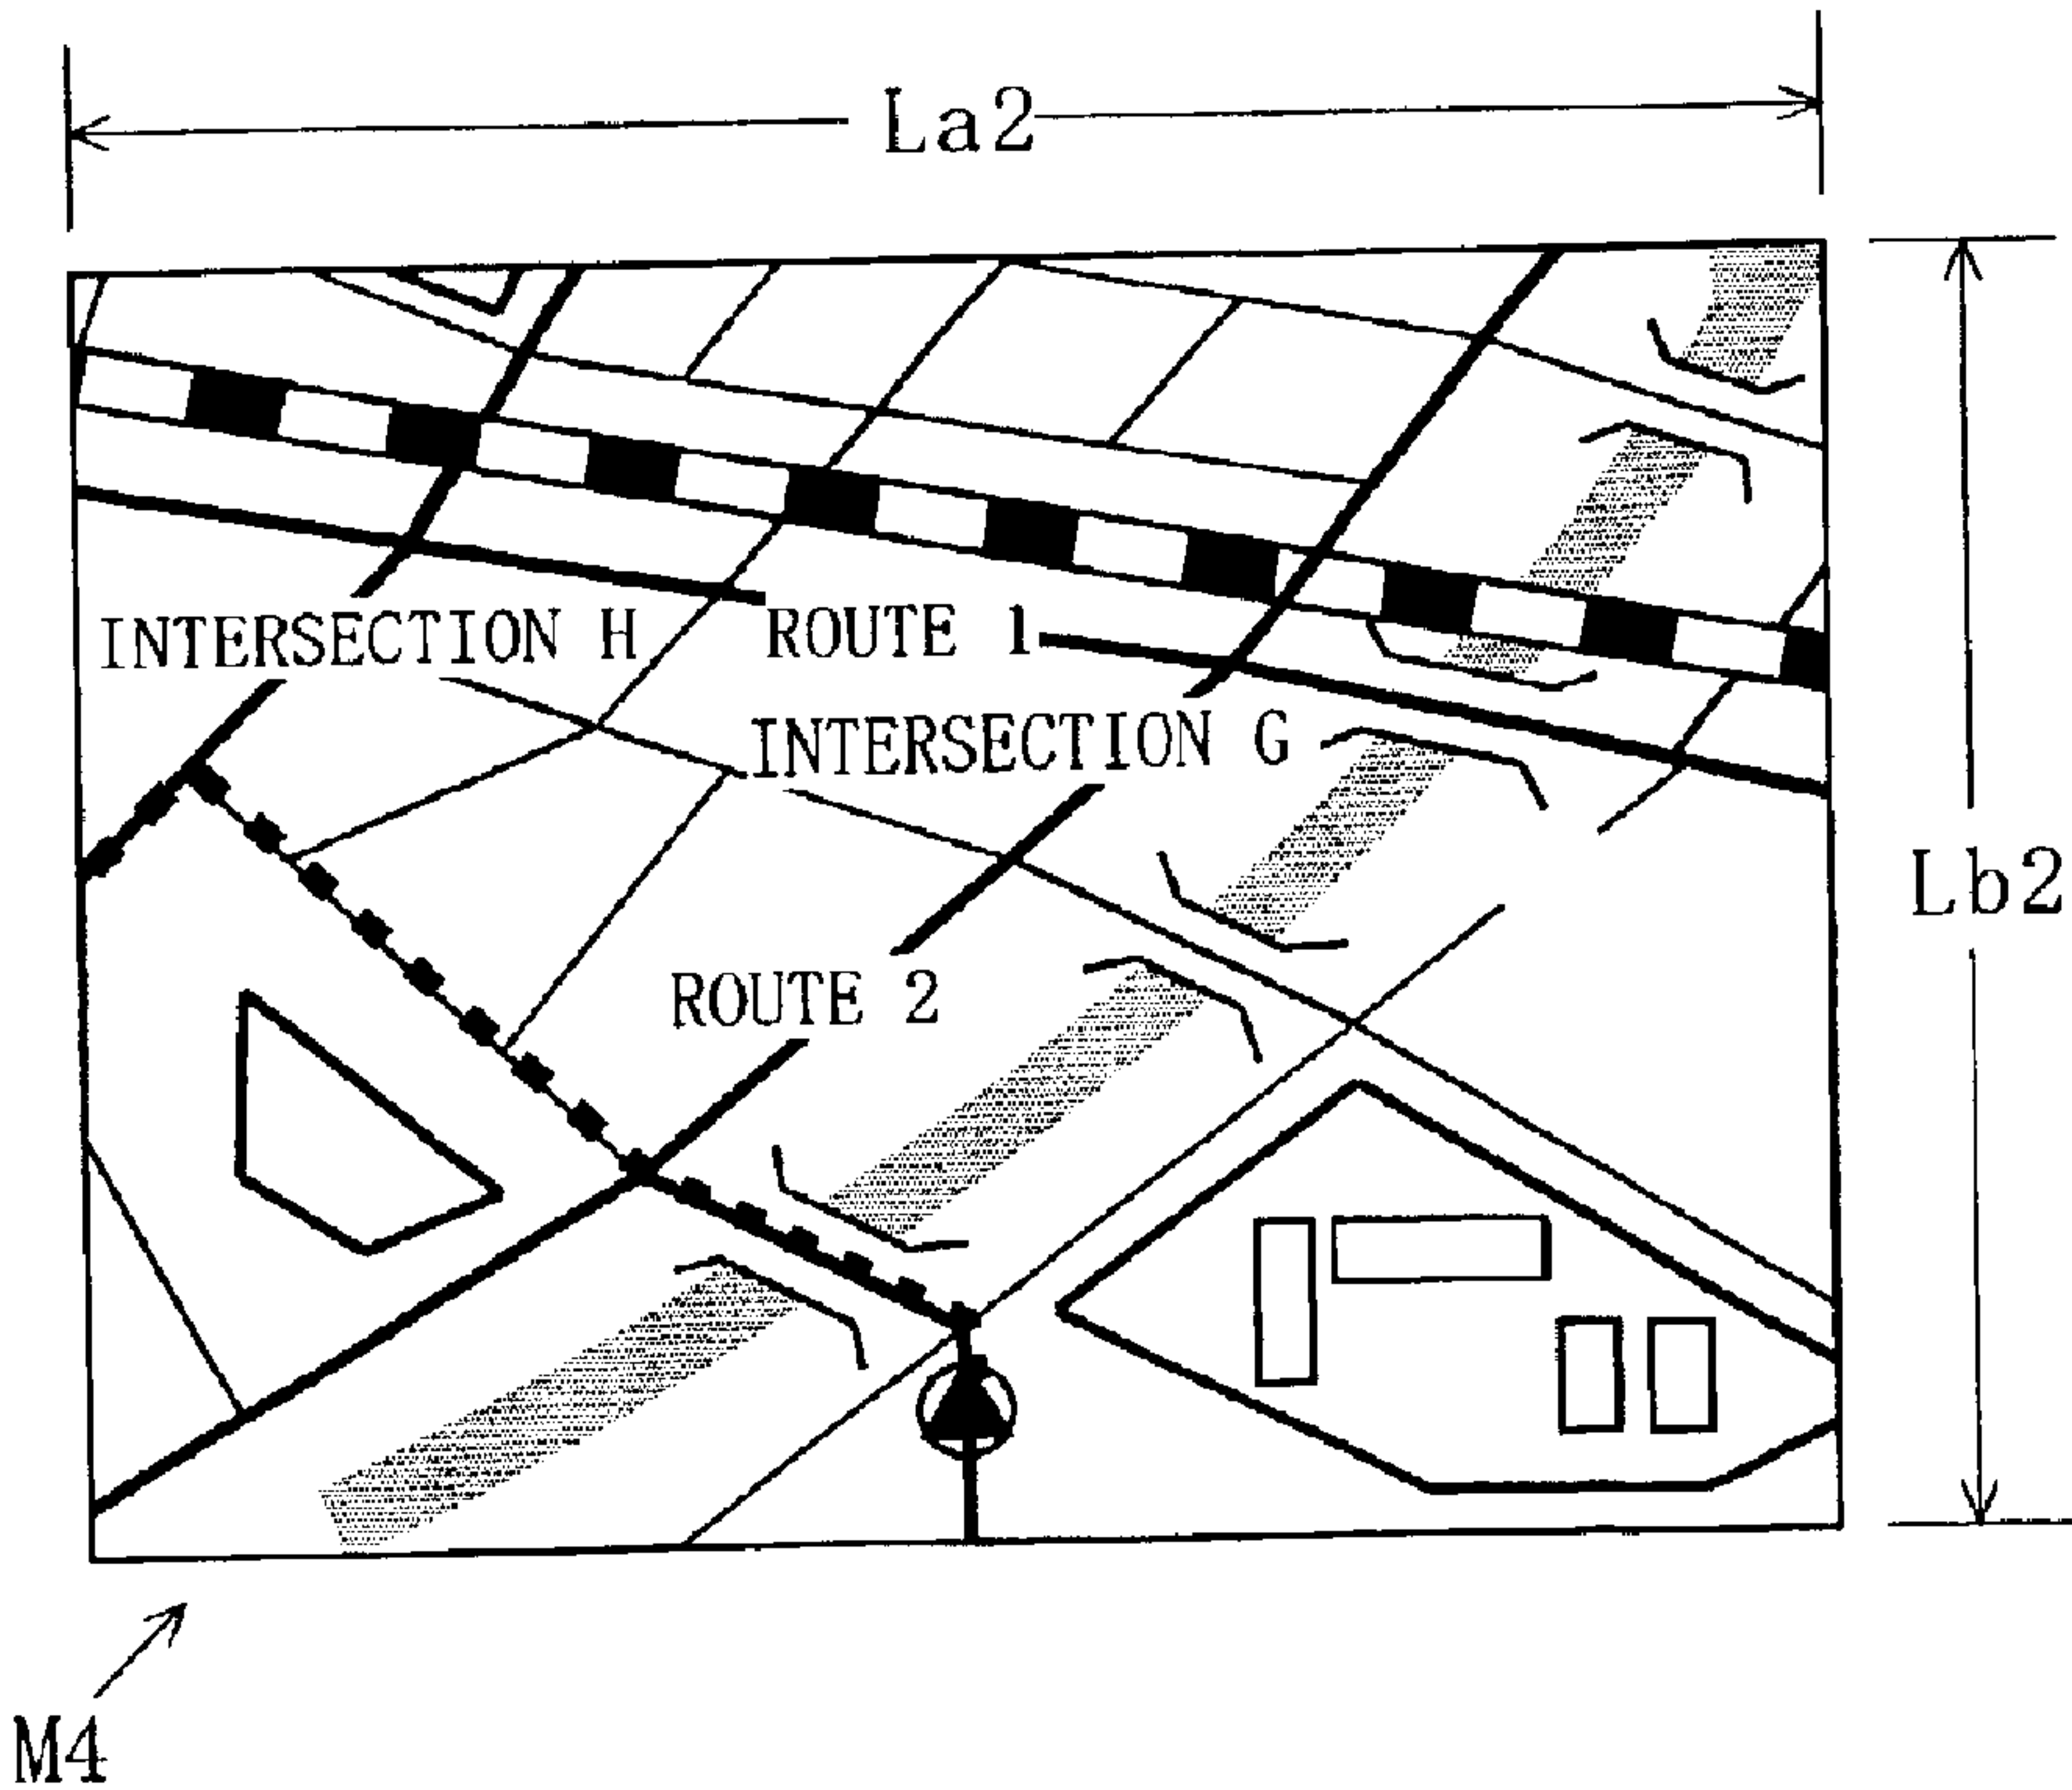 La2
INTERSECTION H
ROUTE 1
INTERSECTION G
Lb2
ROUTE 2
M4